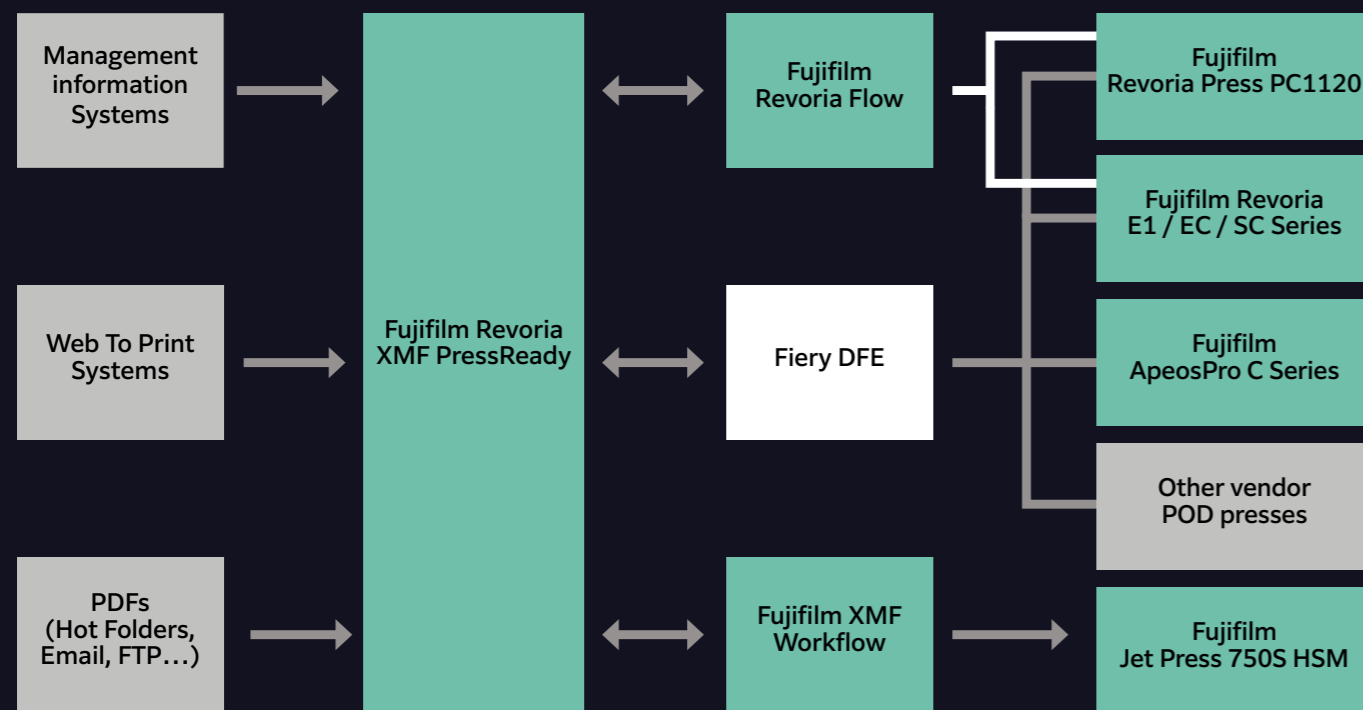 Management
information
Systems
Fujifilm
Revoria Flow
Fujifilm
Revoria Press PC1120
Fujifilm Revoria
E1 / EC / SC Series
Web To Print
Systems
Fujifilm Revoria
XMF PressReady
Fiery DFE
Fujifilm
ApeosPro C Series
Other vendor
POD presses
PDFs
(Hot Folders,
Email, FTP...)
Fujifilm XMF
Workflow
Fujifilm
Jet Press 750S HSM